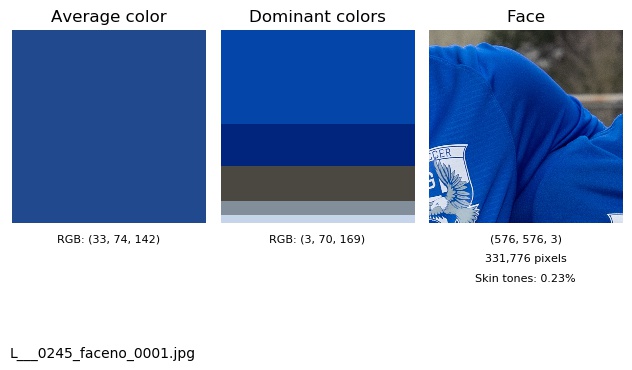 Average color
Dominant colors
Face
RGB: (33, 74, 142)
RGB: (3, 70, 169)
(576, 576, 3)
331,776 pixels
Skin tones: 0.23%
L___0245_faceno_0001.jpg